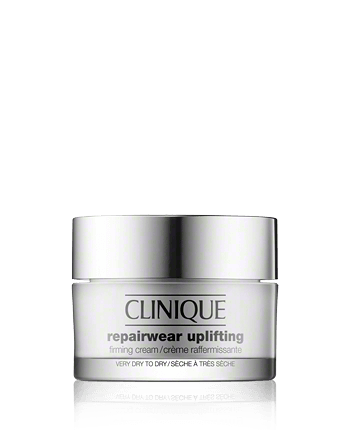 CLINIQUE
repairwear uplifting
firming cream/crème raffermissante
VERY DRY TO DRY/SÈCHE À TRÈS SÈCHE